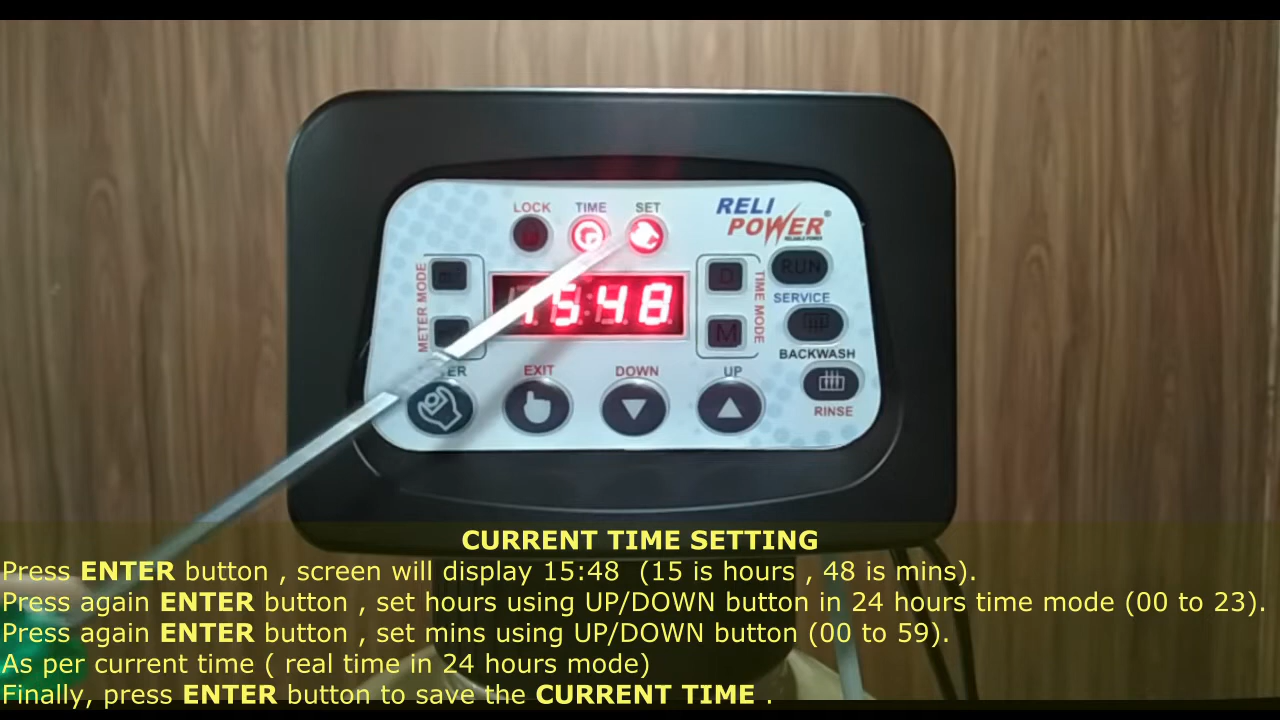 LOCK TIME SET
RELI
POWER®
RELIABLE POWER
METER MODE
1548
D
M
TIME MODE
RUN
SERVICE
BACKWASH
RINSE
EXIT DOWN UP
CURRENT TIME SETTING
Press ENTER button , screen will display 15:48 (15 is hours , 48 is mins).
Press again ENTER button , set hours using UP/DOWN button in 24 hours time mode (00 to 23).
Press again ENTER button , set mins using UP/DOWN button (00 to 59).
As per current time ( real time in 24 hours mode)
Finally, press ENTER button to save the CURRENT TIME .